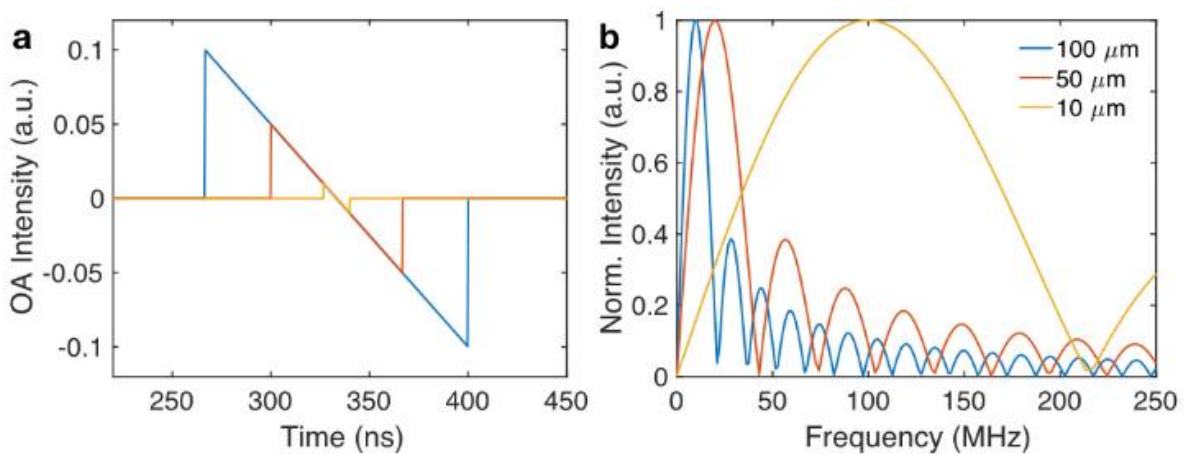 a
OA Intensity (a.u.)
0.1
0.05
0
-0.05
-0.1
250
300
350
400
450
Time (ns)
b
Norm. Intensity (a.u.)
1
0.8
0.6
0.4
0.2
0
0
50
100
150
200
250
Frequency (MHz)
100 μm
50 μm
10 μm